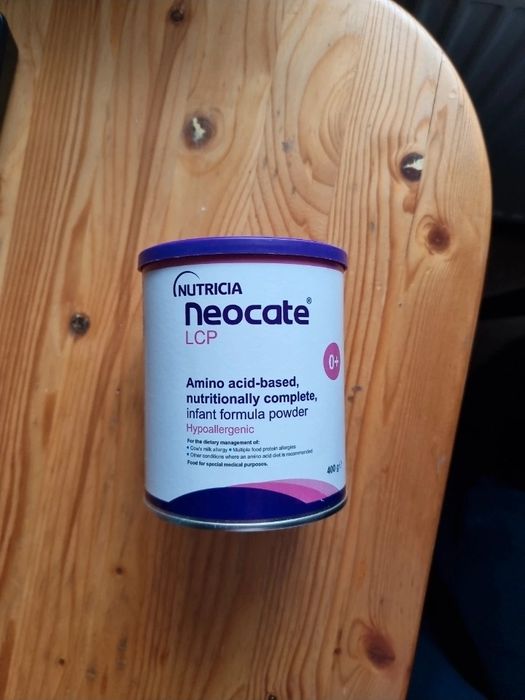 NUTRICIA
neocate®
LCP
0+
Amino acid-based,
nutritionally complete,
infant formula powder
Hypoallergenic
For the dietary management of:
• Cow's milk allergy • Multiple food protein allergies
• Other conditions where an amino acid diet is recommended
Food for special medical purposes.
400 g